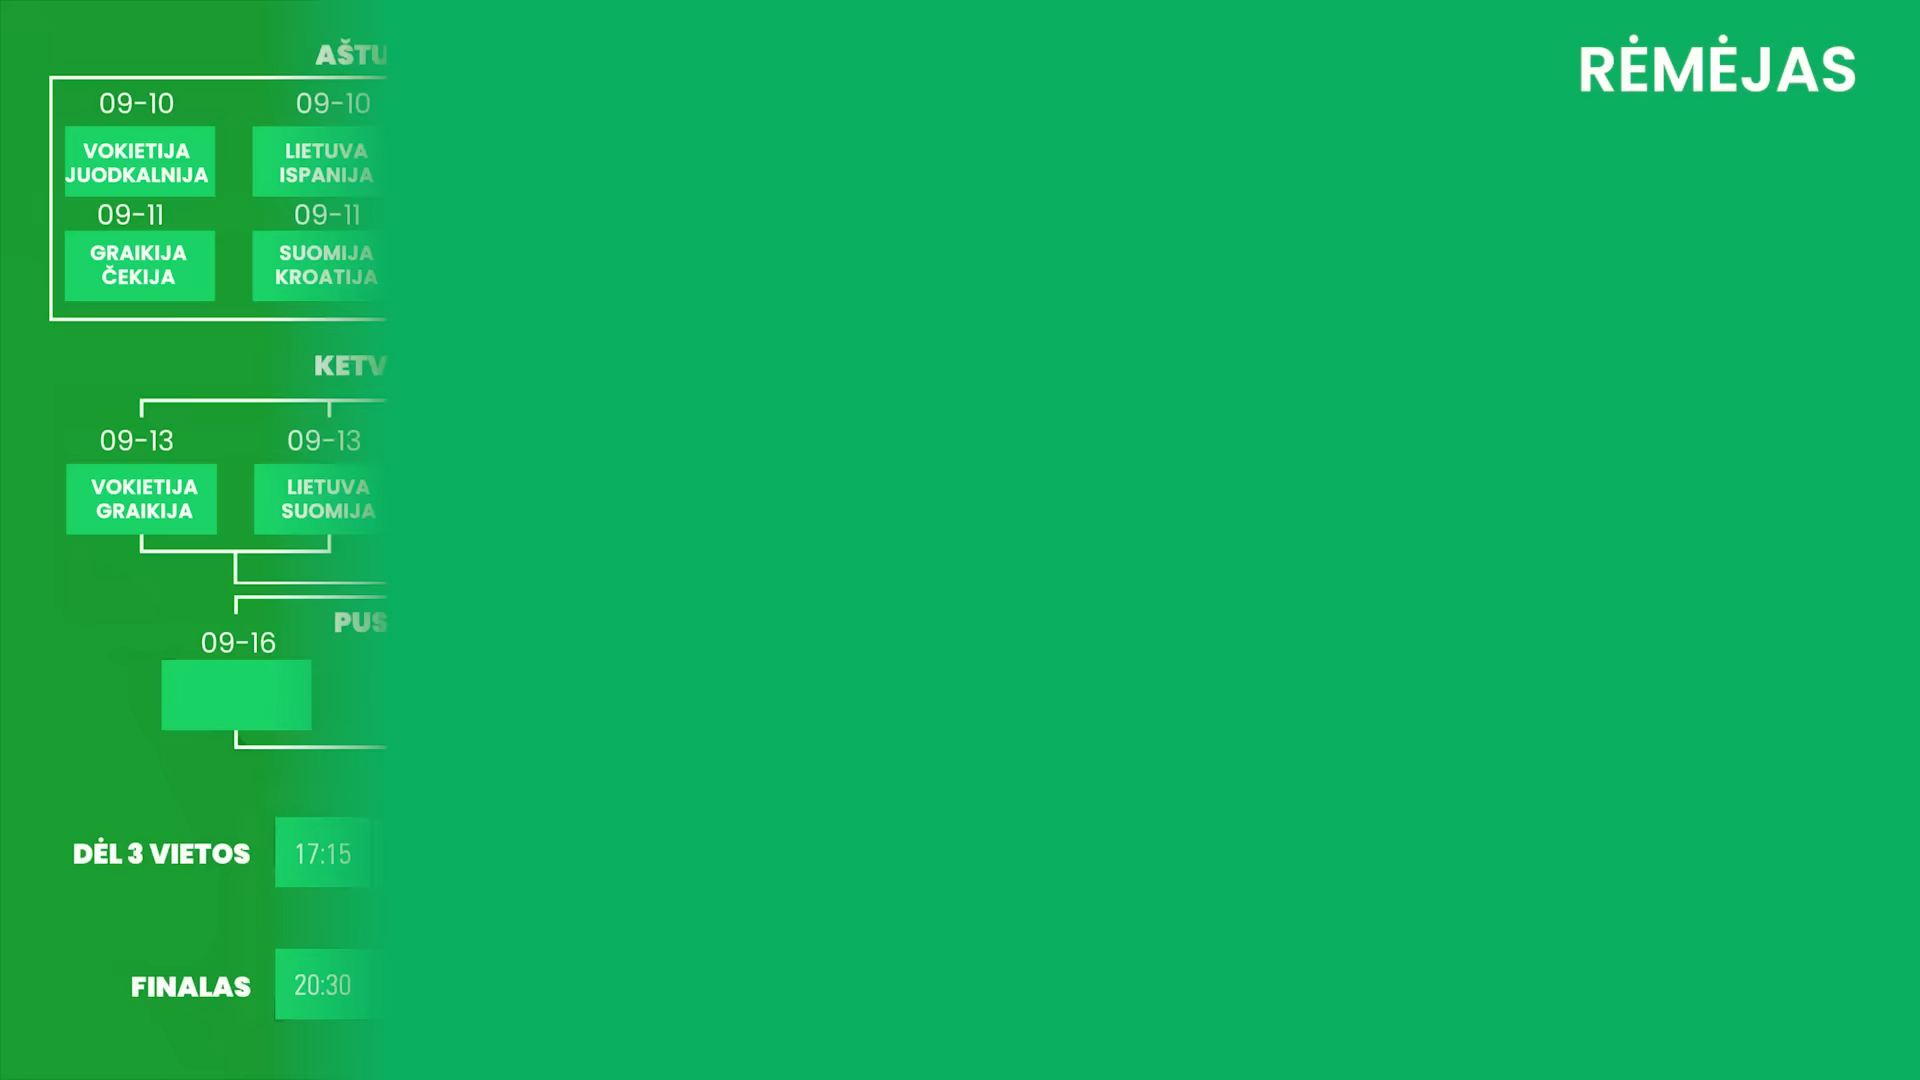 RĖMĖJAS
AŠTU
09-10 09-10
VOKIETIJA LIETUVA
JUODKALNIJA ISPANIJA
09-11 09-11
GRAIKIJA SUOMIJA
ČEKIJA KROATIJA
KETV
09-13 09-13
VOKIETIJA LIETUVA
GRAIKIJA SUOMIJA
PUS
09-16
DĖL 3 VIETOS 17:15
FINALAS 20:30